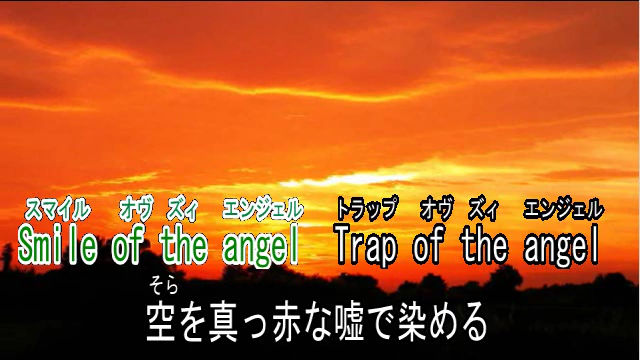 スマイル オヴ ズィ エンジェル トラップ オヴ ズィ エンジェル
Smile of the angel Trap of the angel
そら
空を真っ赤な嘘で染める